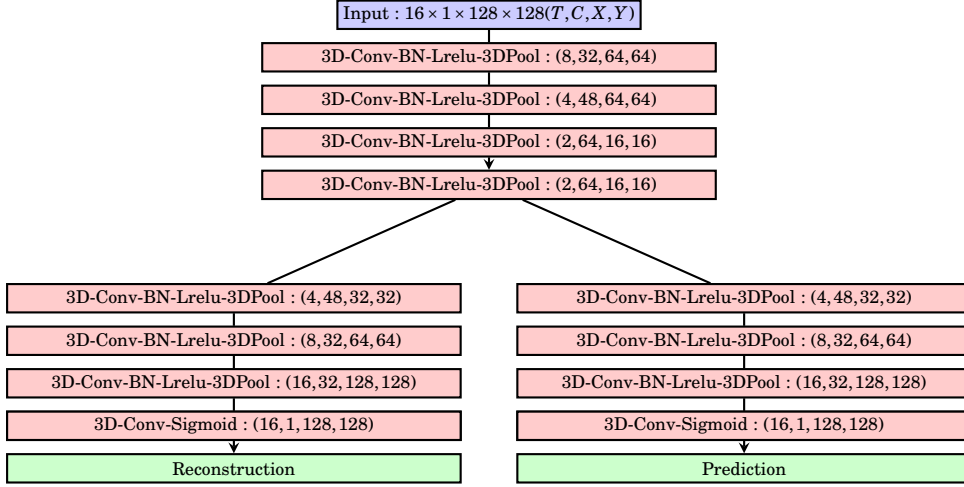 Input : 16 × 1 × 128 × 128(T,C,X,Y)
3D-Conv-BN-Lrelu-3DPool : (8,32,64,64)
3D-Conv-BN-Lrelu-3DPool : (4,48,64,64)
3D-Conv-BN-Lrelu-3DPool : (2,64,16,16)
3D-Conv-BN-Lrelu-3DPool : (2,64,16,16)
3D-Conv-BN-Lrelu-3DPool : (4,48,32,32)
3D-Conv-BN-Lrelu-3DPool : (8,32,64,64)
3D-Conv-BN-Lrelu-3DPool : (16,32,128,128)
3D-Conv-Sigmoid : (16,1,128,128)
Reconstruction
3D-Conv-BN-Lrelu-3DPool : (4,48,32,32)
3D-Conv-BN-Lrelu-3DPool : (8,32,64,64)
3D-Conv-BN-Lrelu-3DPool : (16,32,128,128)
3D-Conv-Sigmoid : (16,1,128,128)
Prediction